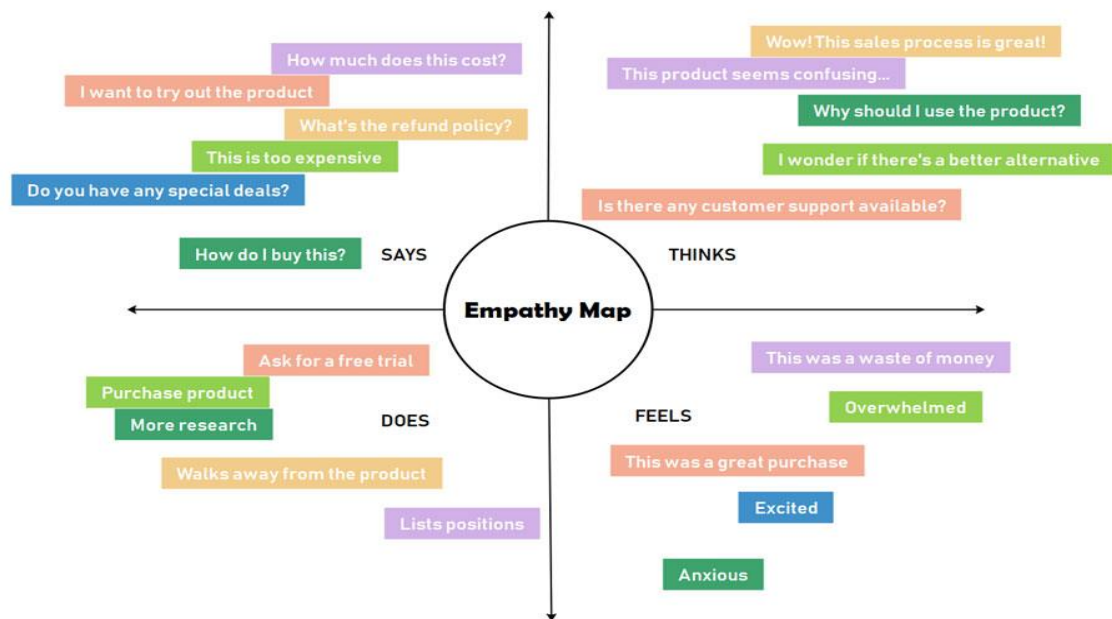 How much does this cost?
I want to try out the product
What's the refund policy?
This is too expensive
Do you have any special deals?
How do I buy this?
SAYS
Wow! This sales process is great!
This product seems confusing...
Why should I use the product?
I wonder if there's a better alternative
Is there any customer support available?
THINKS
Empathy Map
Ask for a free trial
Purchase product
More research
DOES
Walks away from the product
Lists positions
This was a waste of money
Overwhelmed
FEELS
This was a great purchase
Excited
Anxious